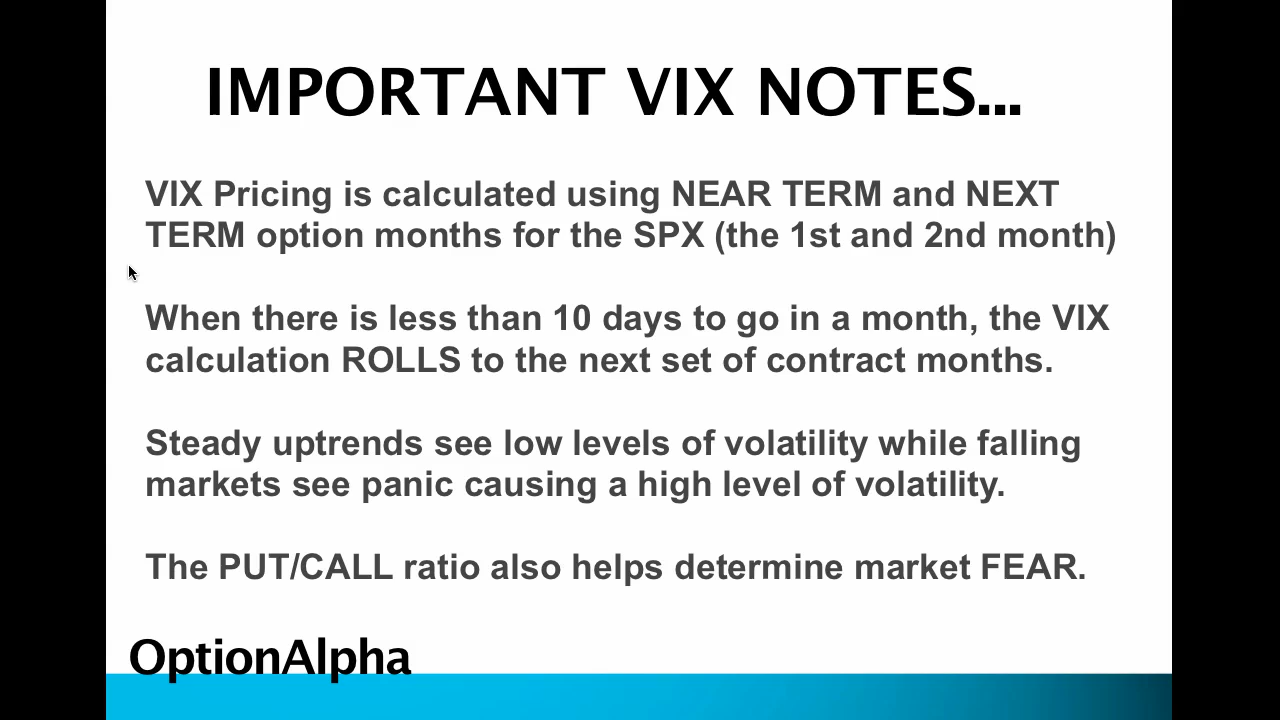 IMPORTANT VIX NOTES...
VIX Pricing is calculated using NEAR TERM and NEXT
TERM option months for the SPX (the 1st and 2nd month)
When there is less than 10 days to go in a month, the VIX
calculation ROLLS to the next set of contract months.
Steady uptrends see low levels of volatility while falling
markets see panic causing a high level of volatility.
The PUT/CALL ratio also helps determine market FEAR.
OptionAlpha